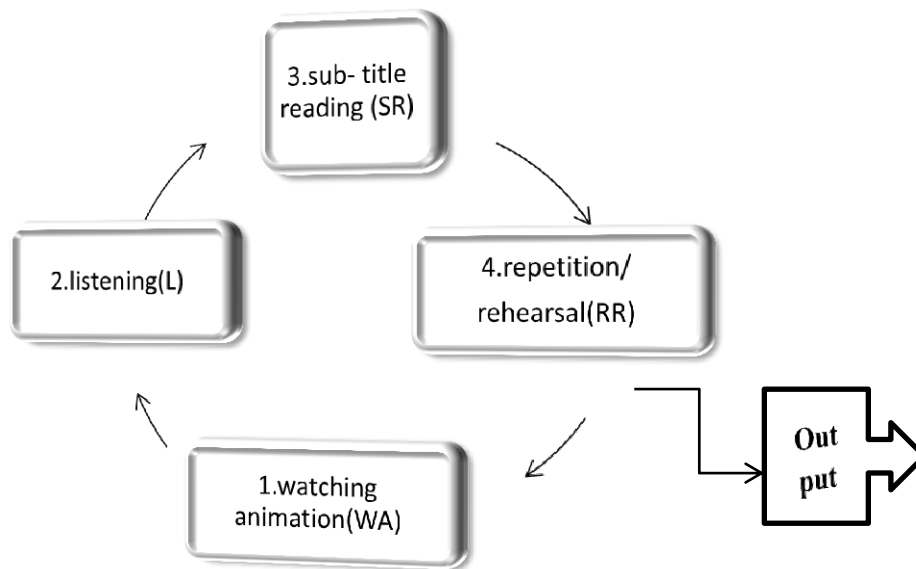 3.sub- title
reading (SR)
2.listening(L)
4.repetition/
rehearsal(RR)
1.watching
animation(WA)
Out
put